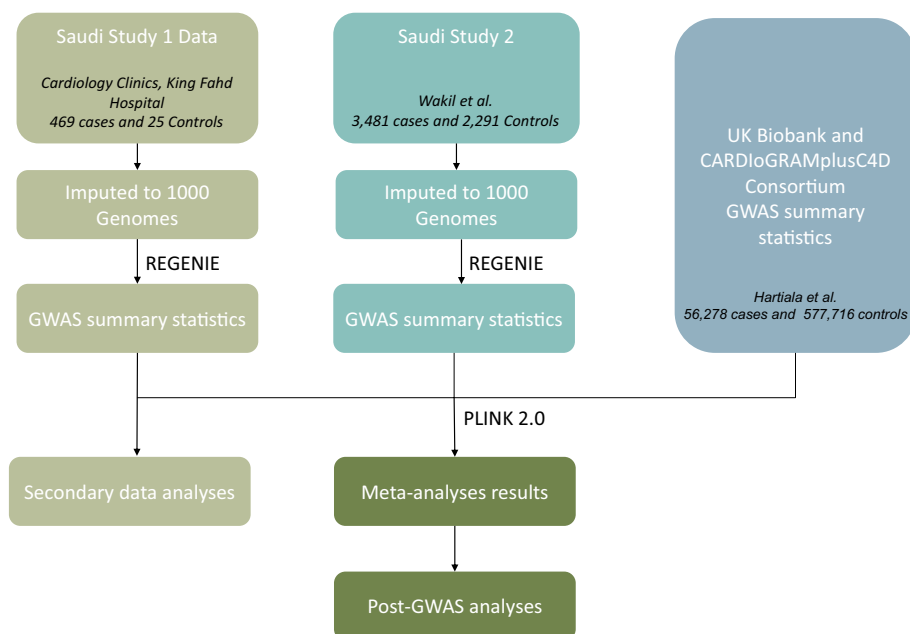 Saudi Study 1 Data
Cardiology Clinics, King Fahd
Hospital
469 cases and 25 Controls
Saudi Study 2
Wakil et al.
3,481 cases and 2,291 Controls
UK Biobank and
CARDIoGRAMplusC4D
Consortium
GWAS summary
statistics
Hartiala et al.
56,278 cases and 577,716 controls
Imputed to 1000
Genomes
Imputed to 1000
Genomes
REGENIE
REGENIE
GWAS summary statistics
GWAS summary statistics
PLINK 2.0
Secondary data analyses
Meta-analyses results
Post-GWAS analyses